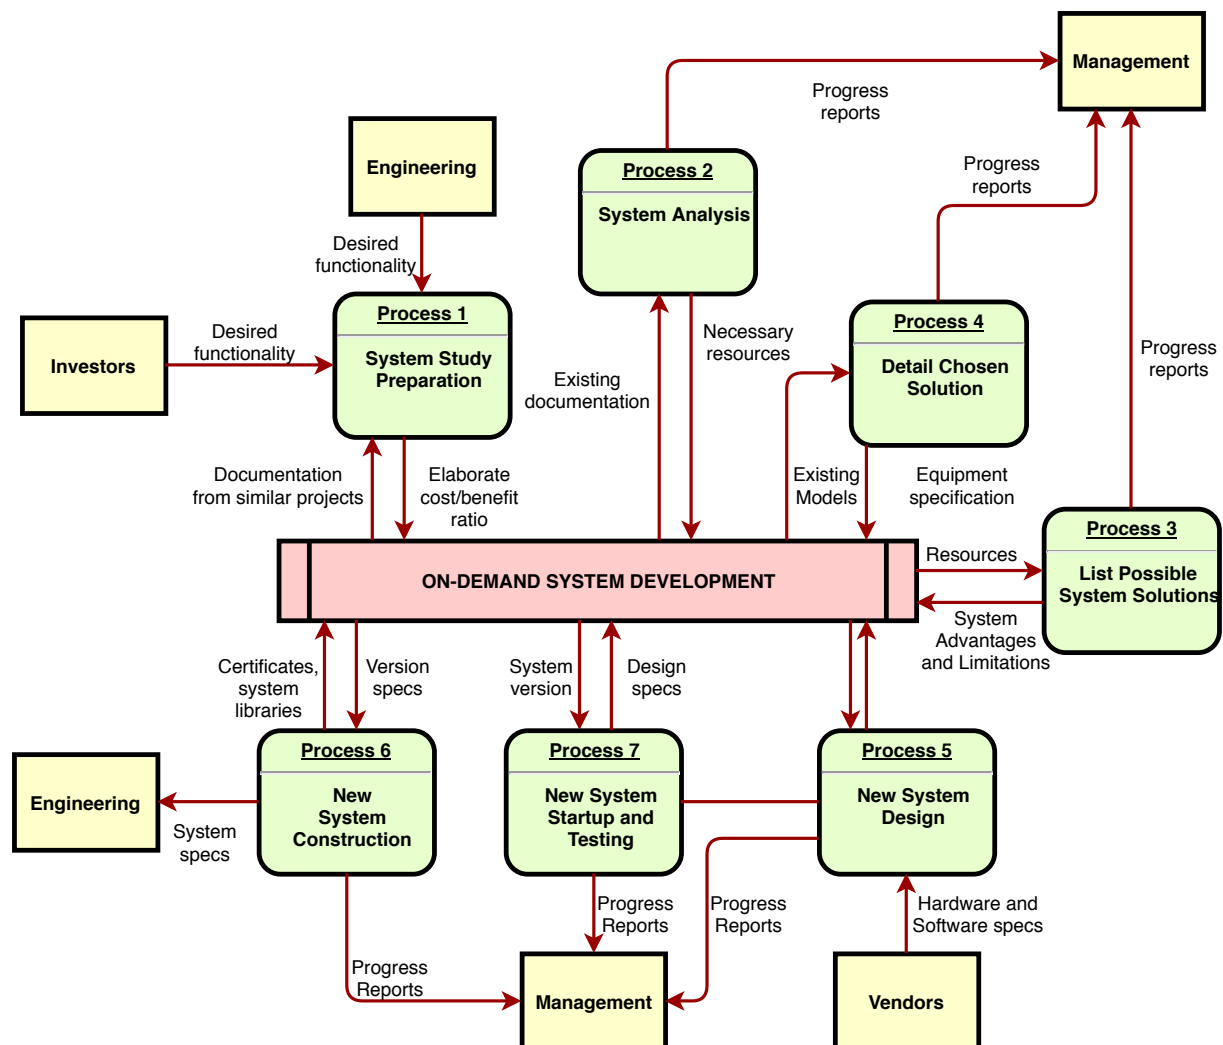 Management
Progress
reports
Engineering
Process 2
System Analysis
Progress
reports
Desired
functionality
Process 1
System Study
Preparation
Investors
Desired
functionality
Necessary
resources
Existing
documentation
Process 4
Detail Chosen
Solution
Progress
reports
Documentation
from similar projects
Elaborate
cost/benefit
ratio
Existing
Models
Equipment
specification
Process 3
List Possible
System Solutions
ON-DEMAND SYSTEM DEVELOPMENT
Resources
System
Advantages
and Limitations
Certificates,
system
libraries
Version
specs
System
version
Design
specs
Process 6
New
System
Construction
Process 7
New System
Startup and
Testing
Process 5
New System
Design
Engineering
System
specs
Progress
Reports
Progress
Reports
Hardware and
Software specs
Progress
Reports
Management
Vendors